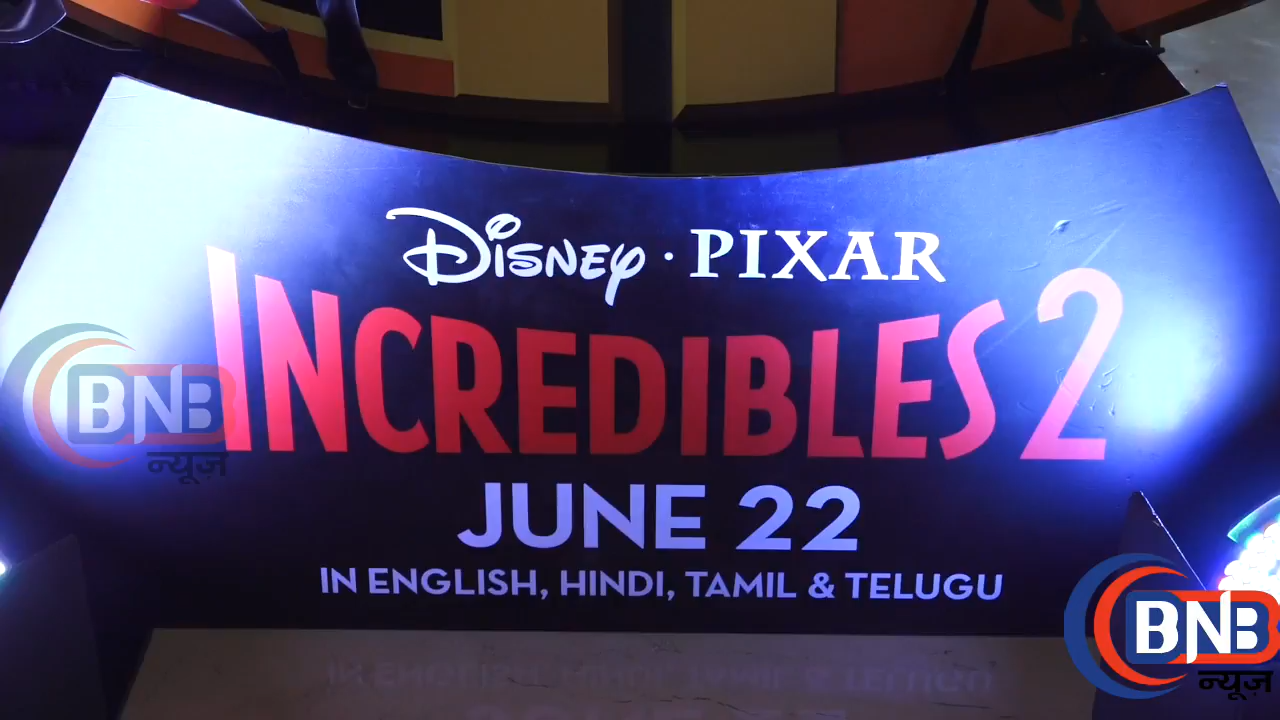 DISNEY · PIXAR
INCREDIBLES 2
JUNE 22
IN ENGLISH, HINDI, TAMIL & TELUGU
BNB
न्यूज़
BNB
न्यूज़